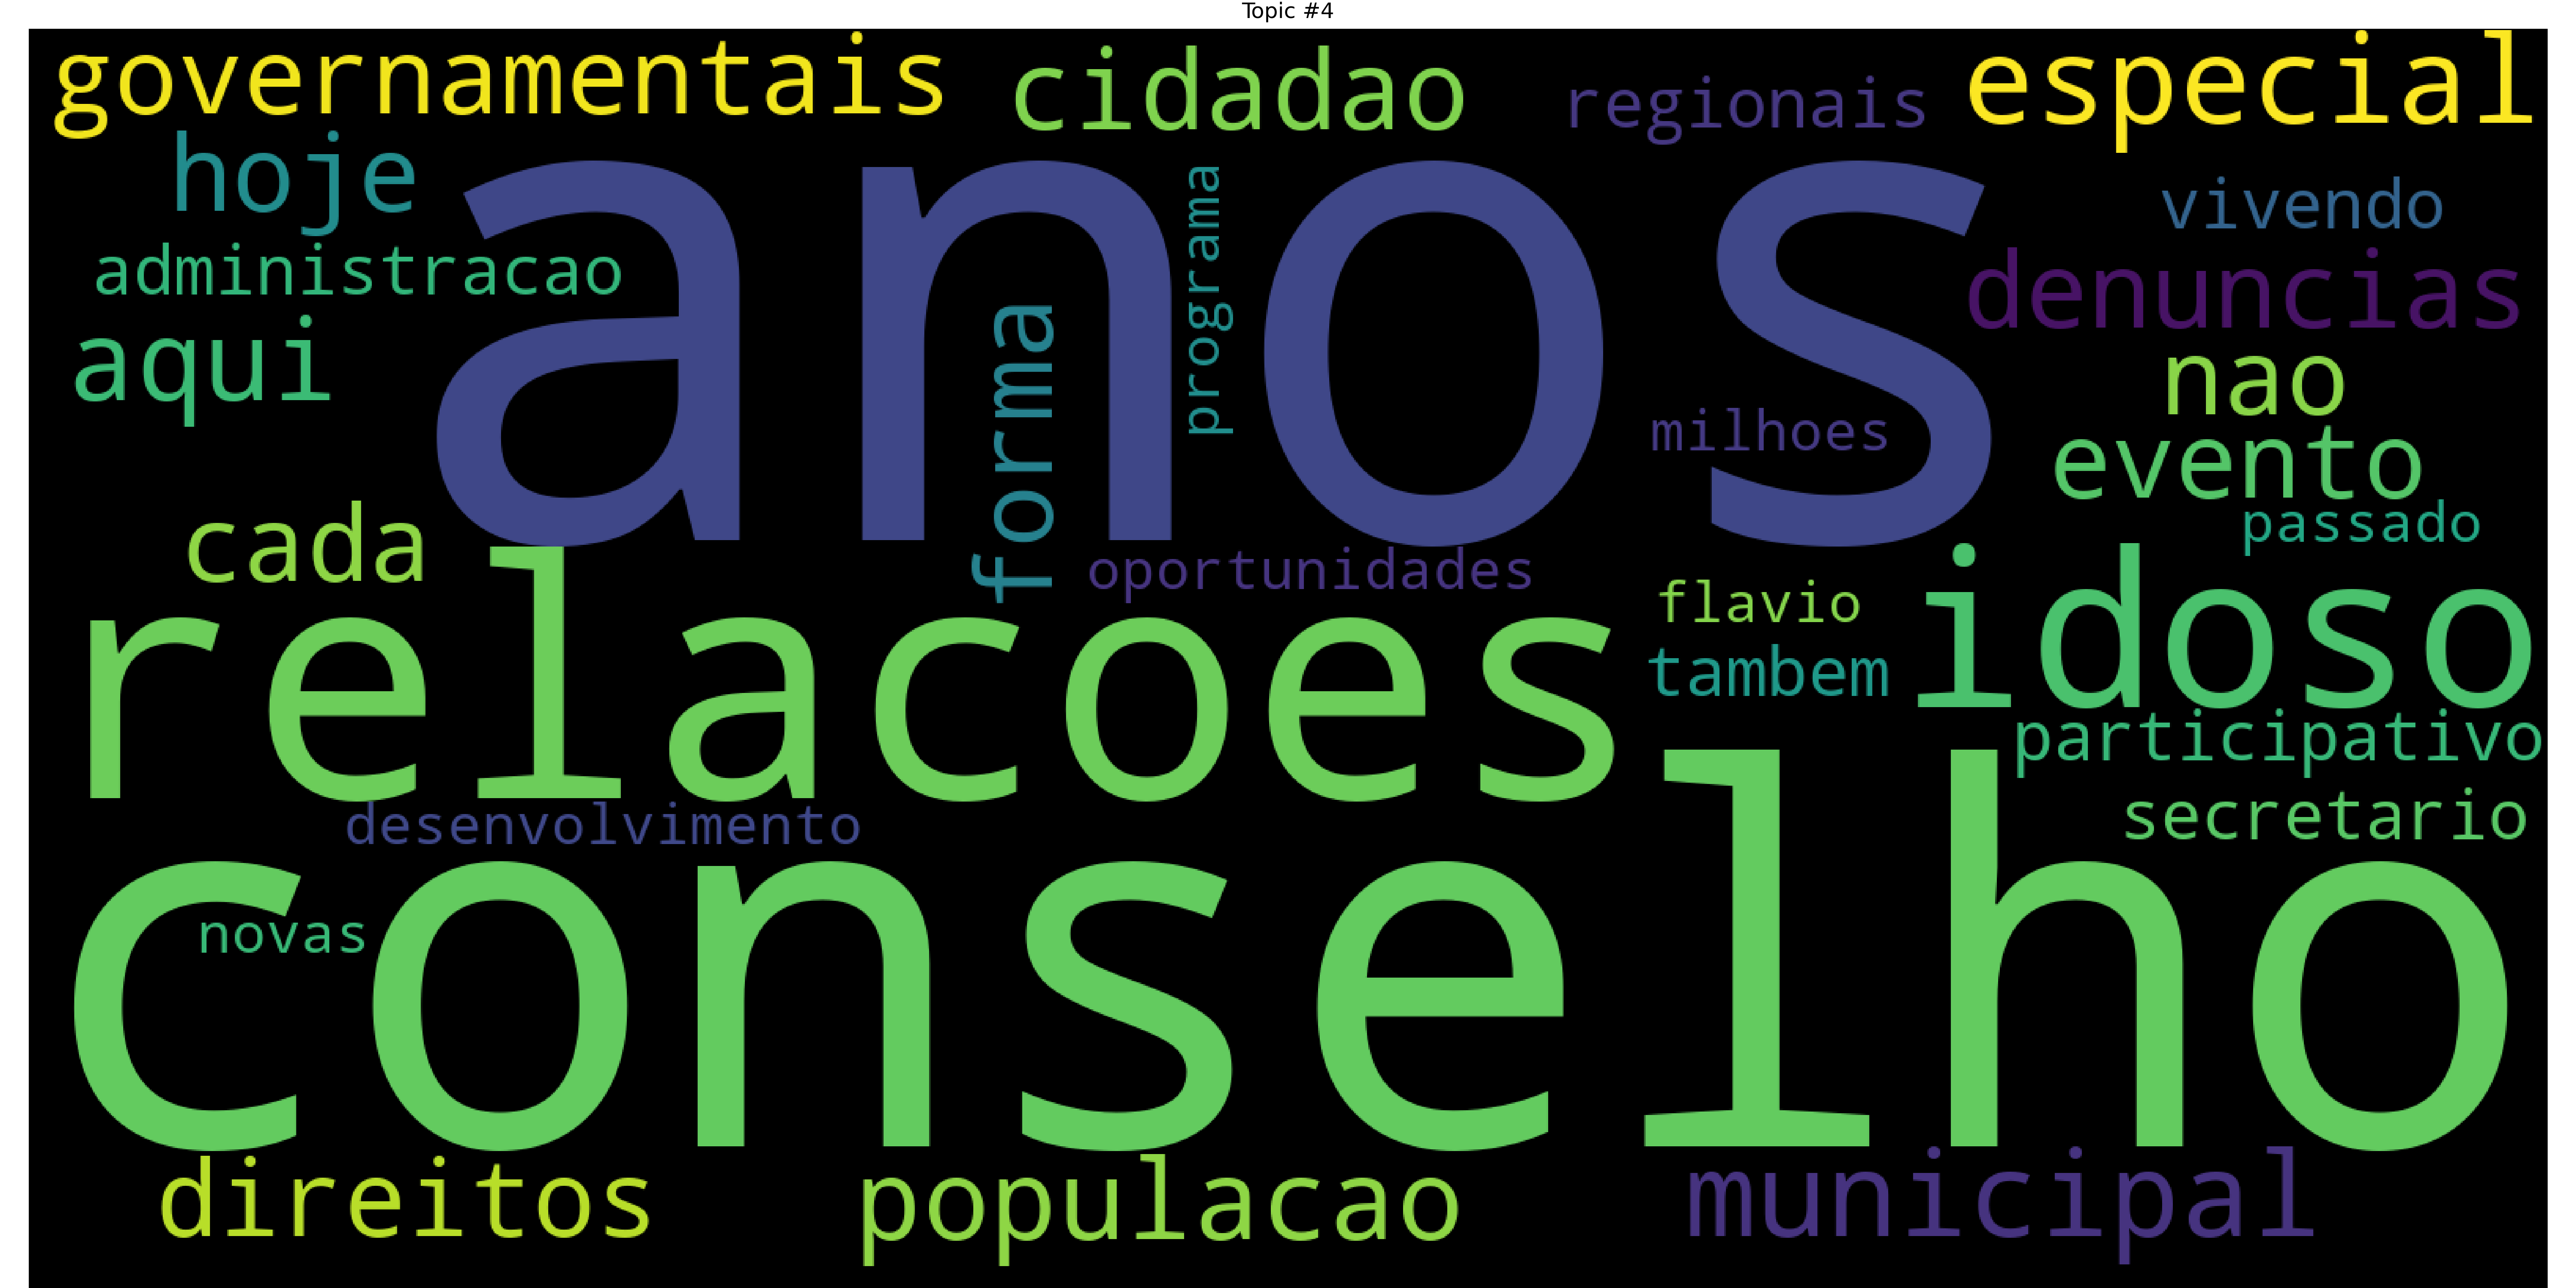 Topic #4
governamentais
cidadao
regionais
especial
hoje
anos
programa
vivendo
administracao
denuncias
aqui
forma
nao
milhoes
evento
cada
passado
oportunidades
relacoes
flavio
idoso
tambem
participativo
desenvolvimento
secretario
conselho
novas
direitos
populacao
municipal